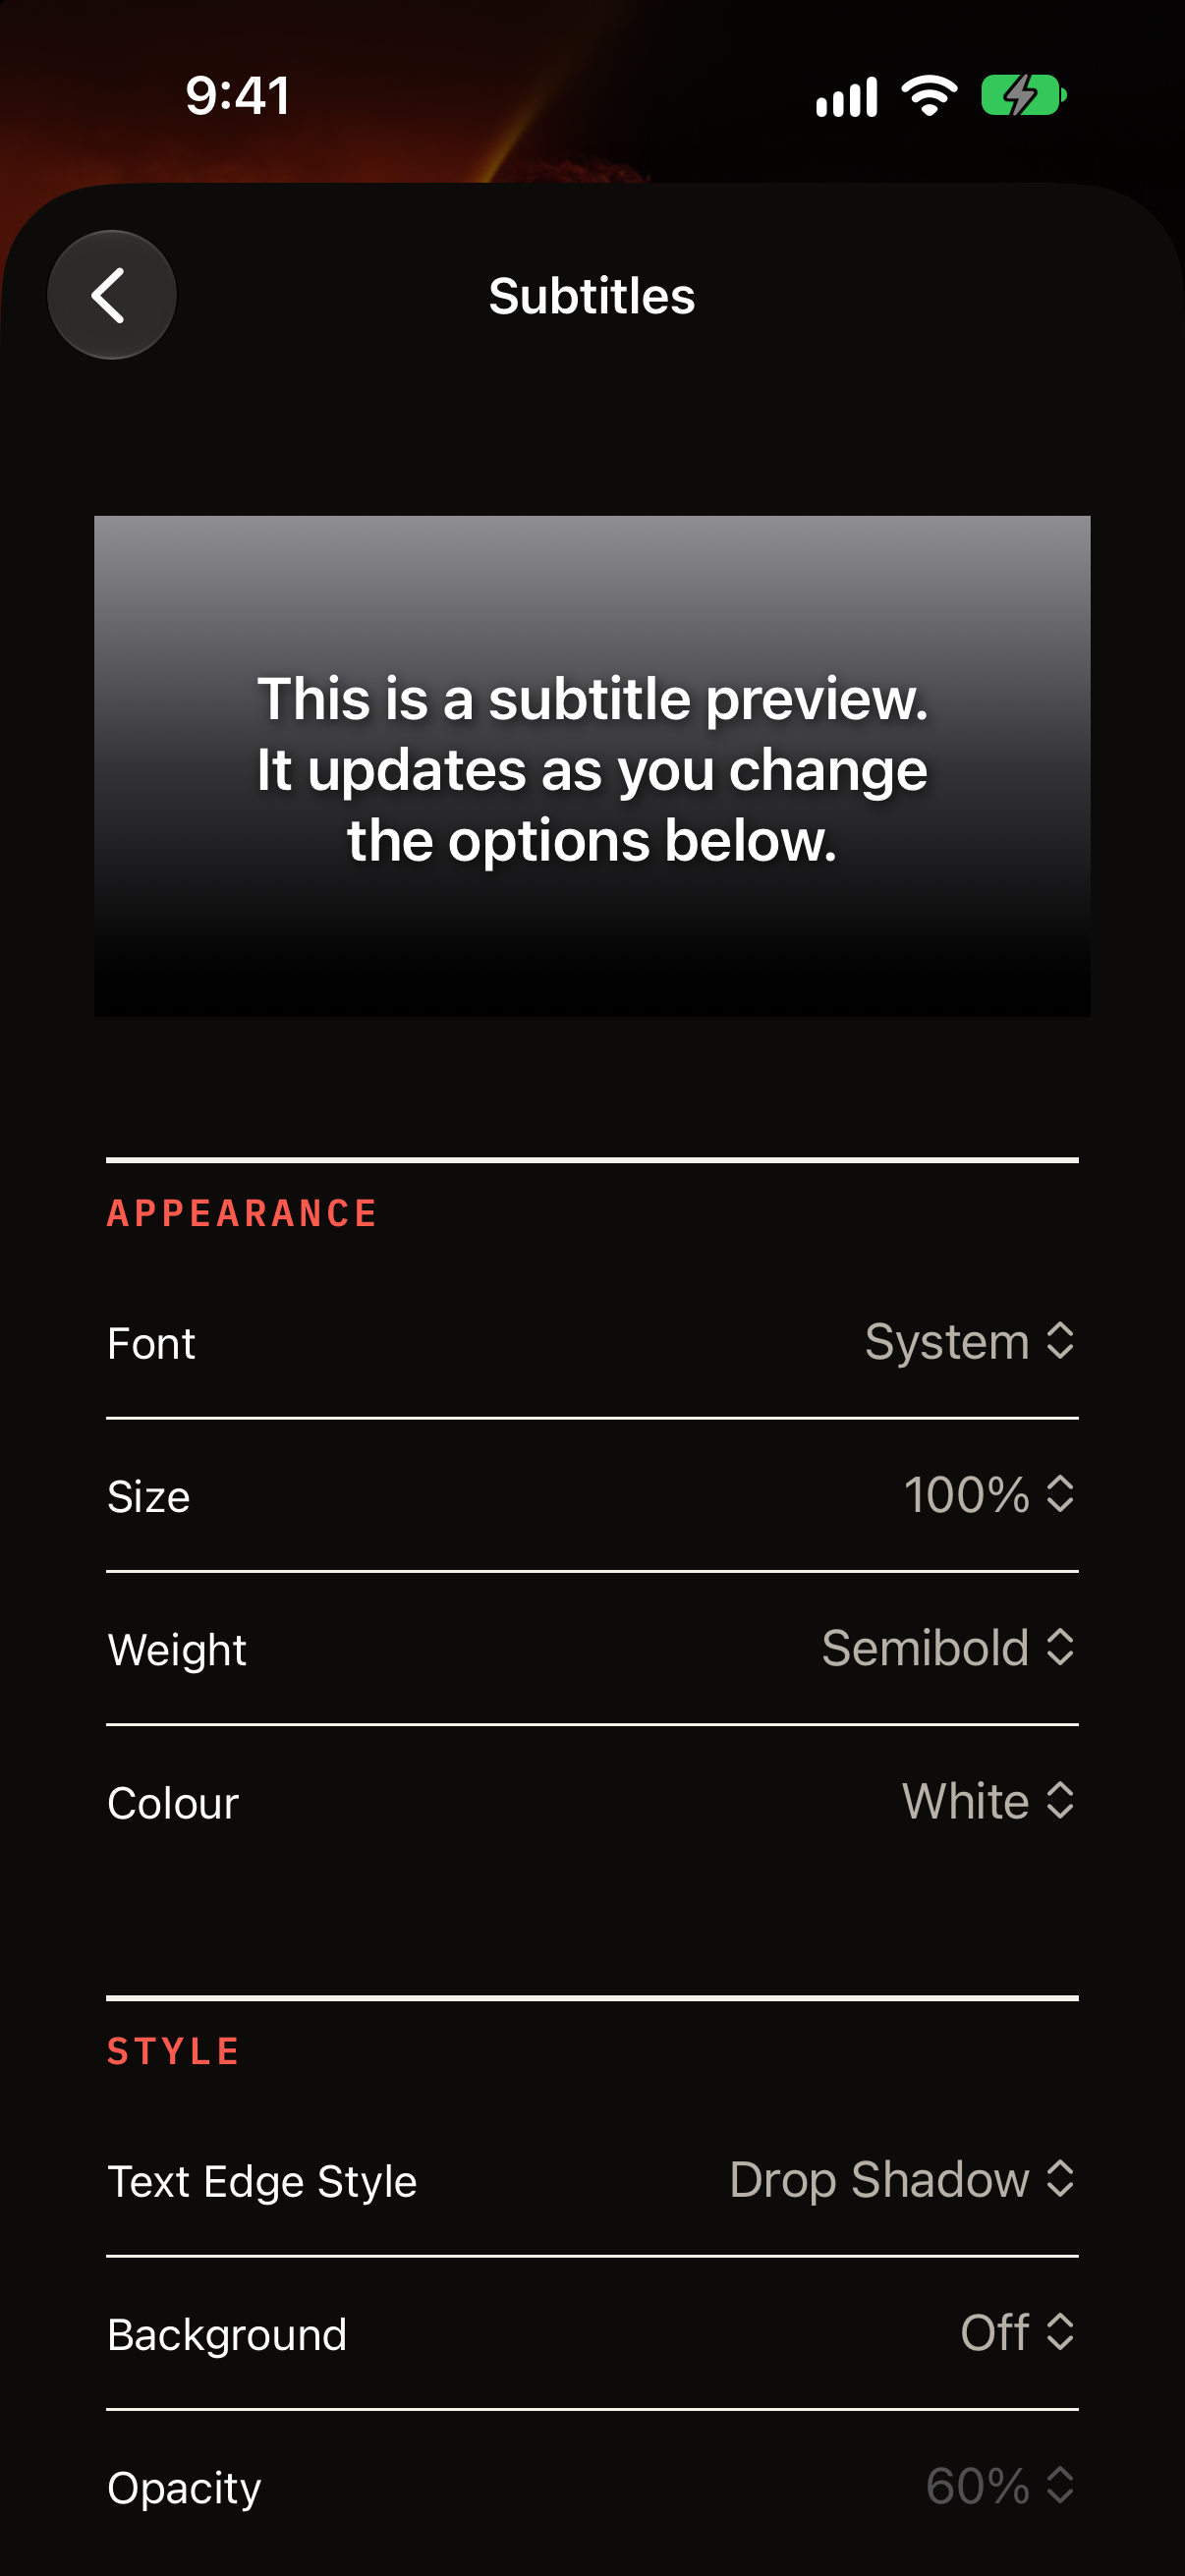 9:41
Subtitles
This is a subtitle preview.
It updates as you change
the options below.
APPEARANCE
Font System
Size 100%
Weight Semibold
Colour White
STYLE
Text Edge Style Drop Shadow
Background Off
Opacity 60%